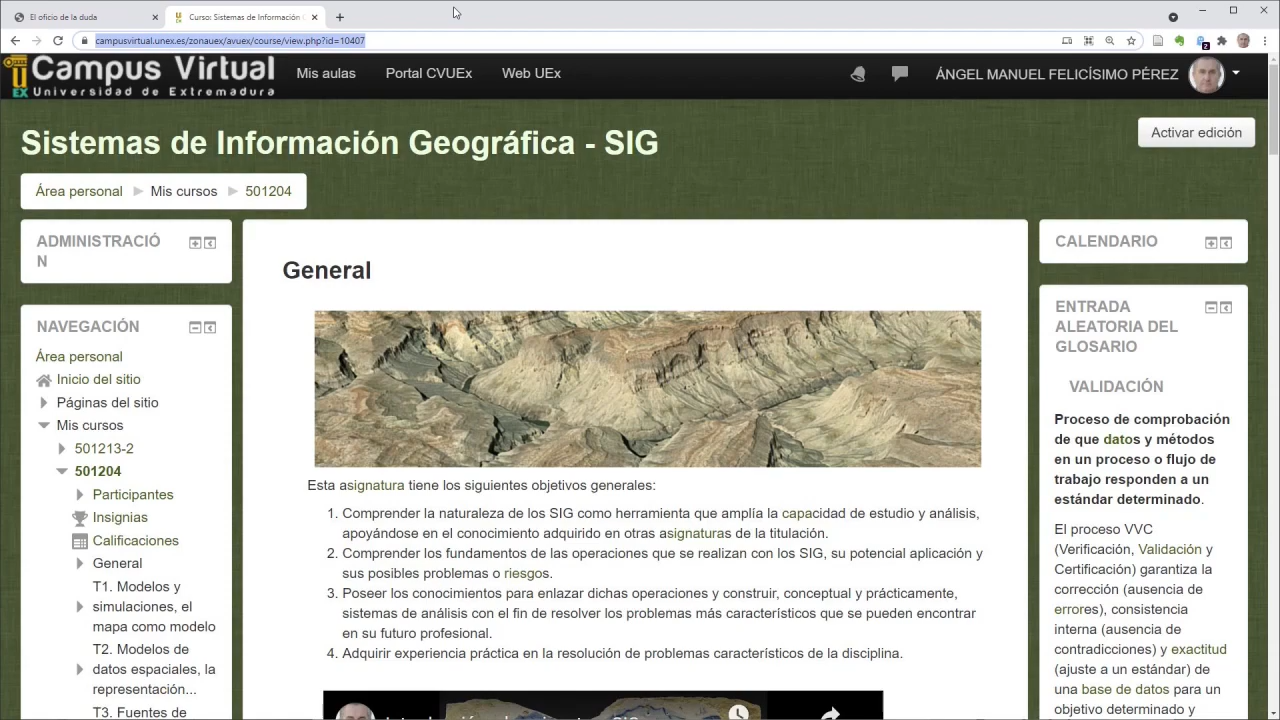 El oficio de la duda
Curso: Sistemas de Información G
campusvirtual.unex.es/zonauex/avuex/course/view.php?id=10407
2
Campus Virtual
UEX Universidad de Extremadura
Mis aulas
Portal CVUEx
Web UEx
ÁNGEL MANUEL FELICÍSIMO PÉREZ
Sistemas de Información Geográfica - SIG
Activar edición
Área personal
Mis cursos
501204
ADMINISTRACIÓ
N
NAVEGACIÓN
Área personal
Inicio del sitio
Páginas del sitio
Mis cursos
501213-2
501204
Participantes
Insignias
Calificaciones
General
T1. Modelos y
simulaciones, el
mapa como modelo
T2. Modelos de
datos espaciales, la
representación...
T3. Fuentes de
General
Esta asignatura tiene los siguientes objetivos generales:
1. Comprender la naturaleza de los SIG como herramienta que amplía la capacidad de estudio y análisis,
apoyándose en el conocimiento adquirido en otras asignaturas de la titulación.
2. Comprender los fundamentos de las operaciones que se realizan con los SIG, su potencial aplicación y
sus posibles problemas o riesgos.
3. Poseer los conocimientos para enlazar dichas operaciones y construir, conceptual y prácticamente,
sistemas de análisis con el fin de resolver los problemas más característicos que se pueden encontrar
en su futuro profesional.
4. Adquirir experiencia práctica en la resolución de problemas característicos de la disciplina.
CALENDARIO
ENTRADA
ALEATORIA DEL
GLOSARIO
VALIDACIÓN
Proceso de comprobación
de que datos y métodos
en un proceso o flujo de
trabajo responden a un
estándar determinado.
El proceso VVC
(Verificación, Validación y
Certificación) garantiza la
corrección (ausencia de
errores), consistencia
interna (ausencia de
contradicciones) y exactitud
(ajuste a un estándar) de
una base de datos para un
objetivo determinado y